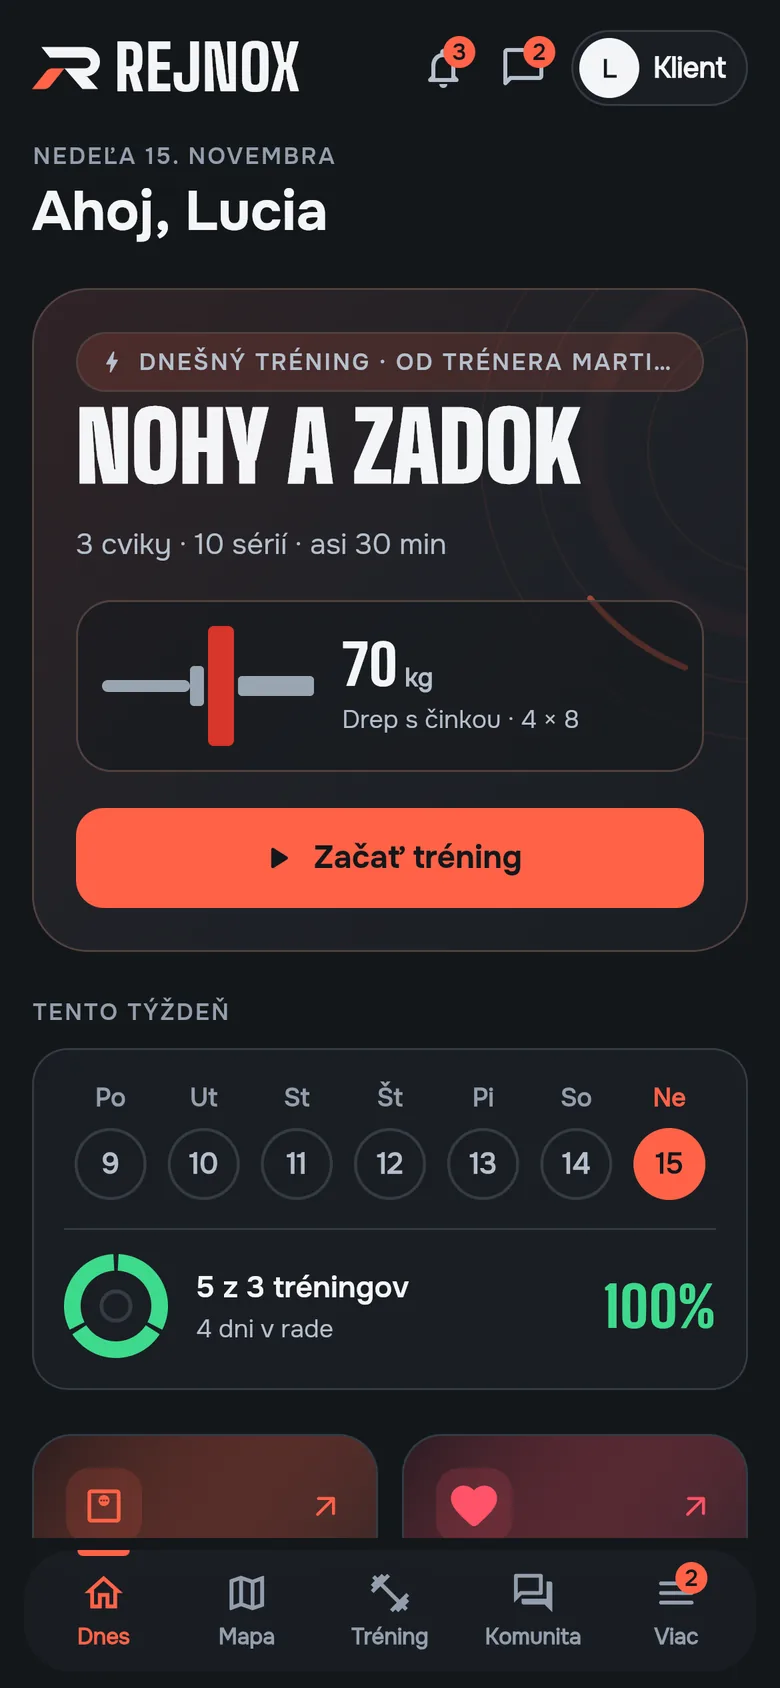 REJNOX
3
2
L
Klient
NEDEĽA 15. NOVEMBRA
Ahoj, Lucia
DNEŠNÝ TRÉNING · OD TRÉNERA MARTI…
NOHY A ZADOK
3 cviky · 10 sérií · asi 30 min
70 kg
Drep s činkou · 4 × 8
Začať tréning
TENTO TÝŽDEŇ
Po Ut St Št Pi So Ne
9 10 11 12 13 14 15
5 z 3 tréningov
4 dni v rade
100%
2
Dnes Mapa Tréning Komunita Viac